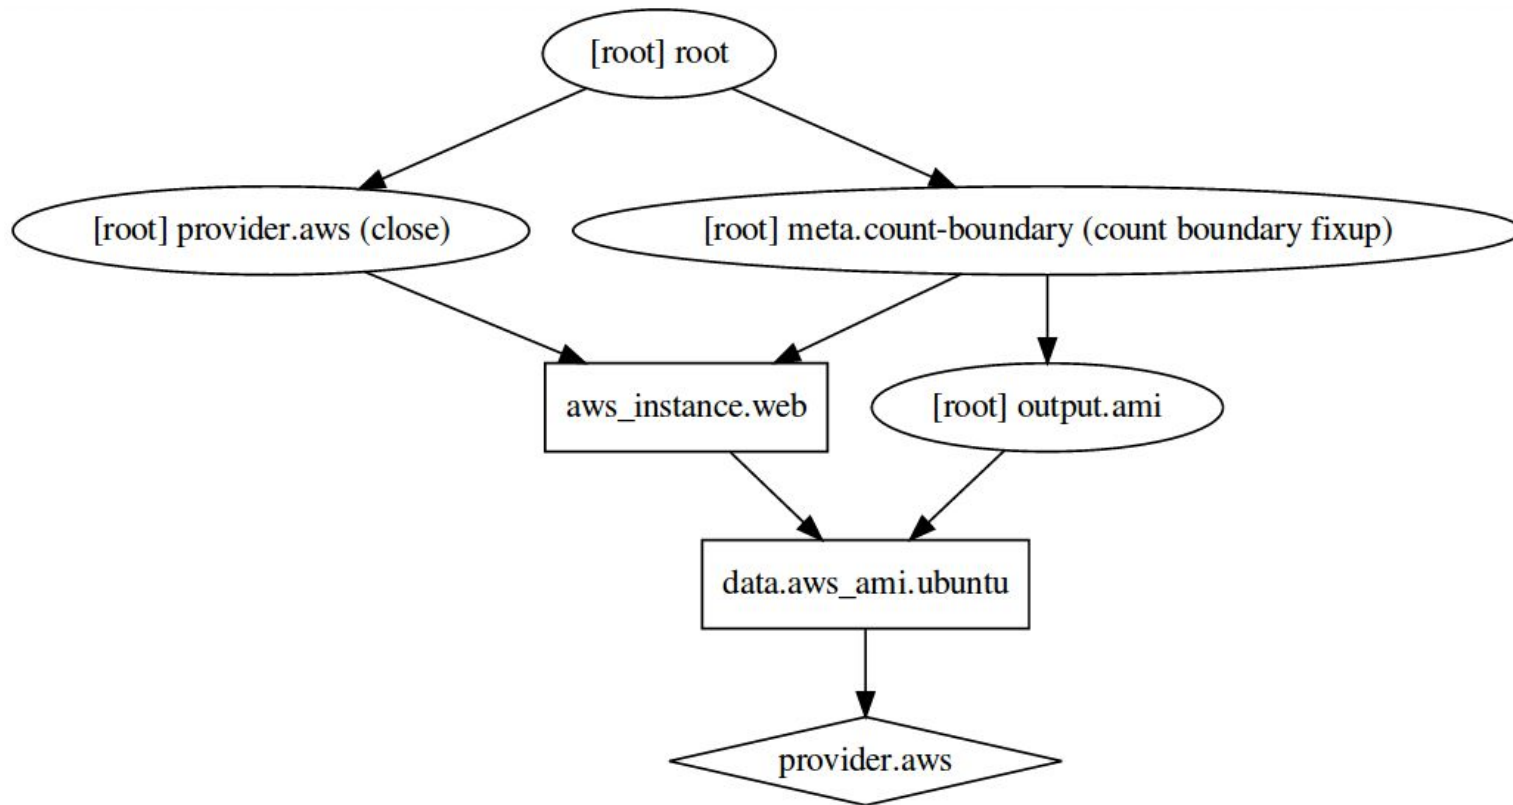 [root] root
[root] provider.aws (close)
[root] meta.count-boundary (count boundary fixup)
aws_instance.web
[root] output.ami
data.aws_ami.ubuntu
provider.aws